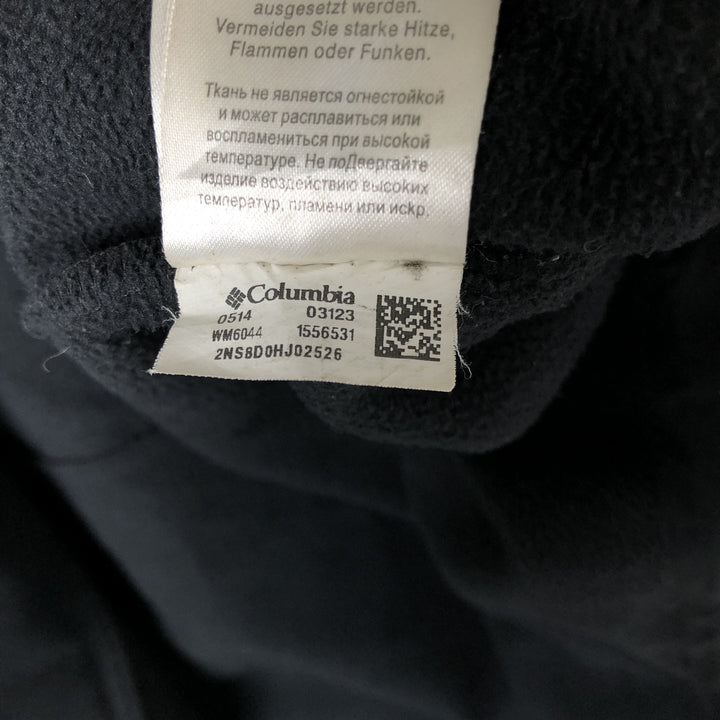 ausgesetzt werden.
Vermeiden Sie starke Hitze,
Flammen oder Funken.
Ткань не является огнестойкой
и может расплавиться или
воспламениться при высокой
температуре. Не подвергайте
изделие воздействию высоких
температур, пламени или искр.
Columbia
0514 03123
WM6044 1556531
2NS8D0HJ02526